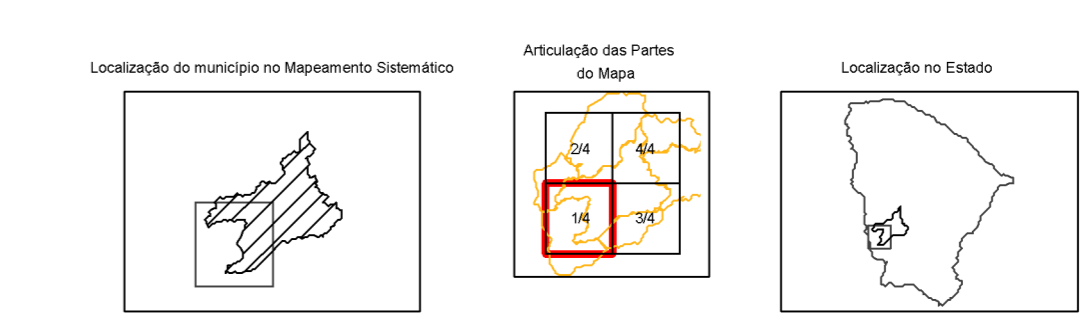 Localização do município no Mapeamento Sistemático
Articulação das Partes
do Mapa
Localização no Estado
2/4
4/4
1/4
3/4